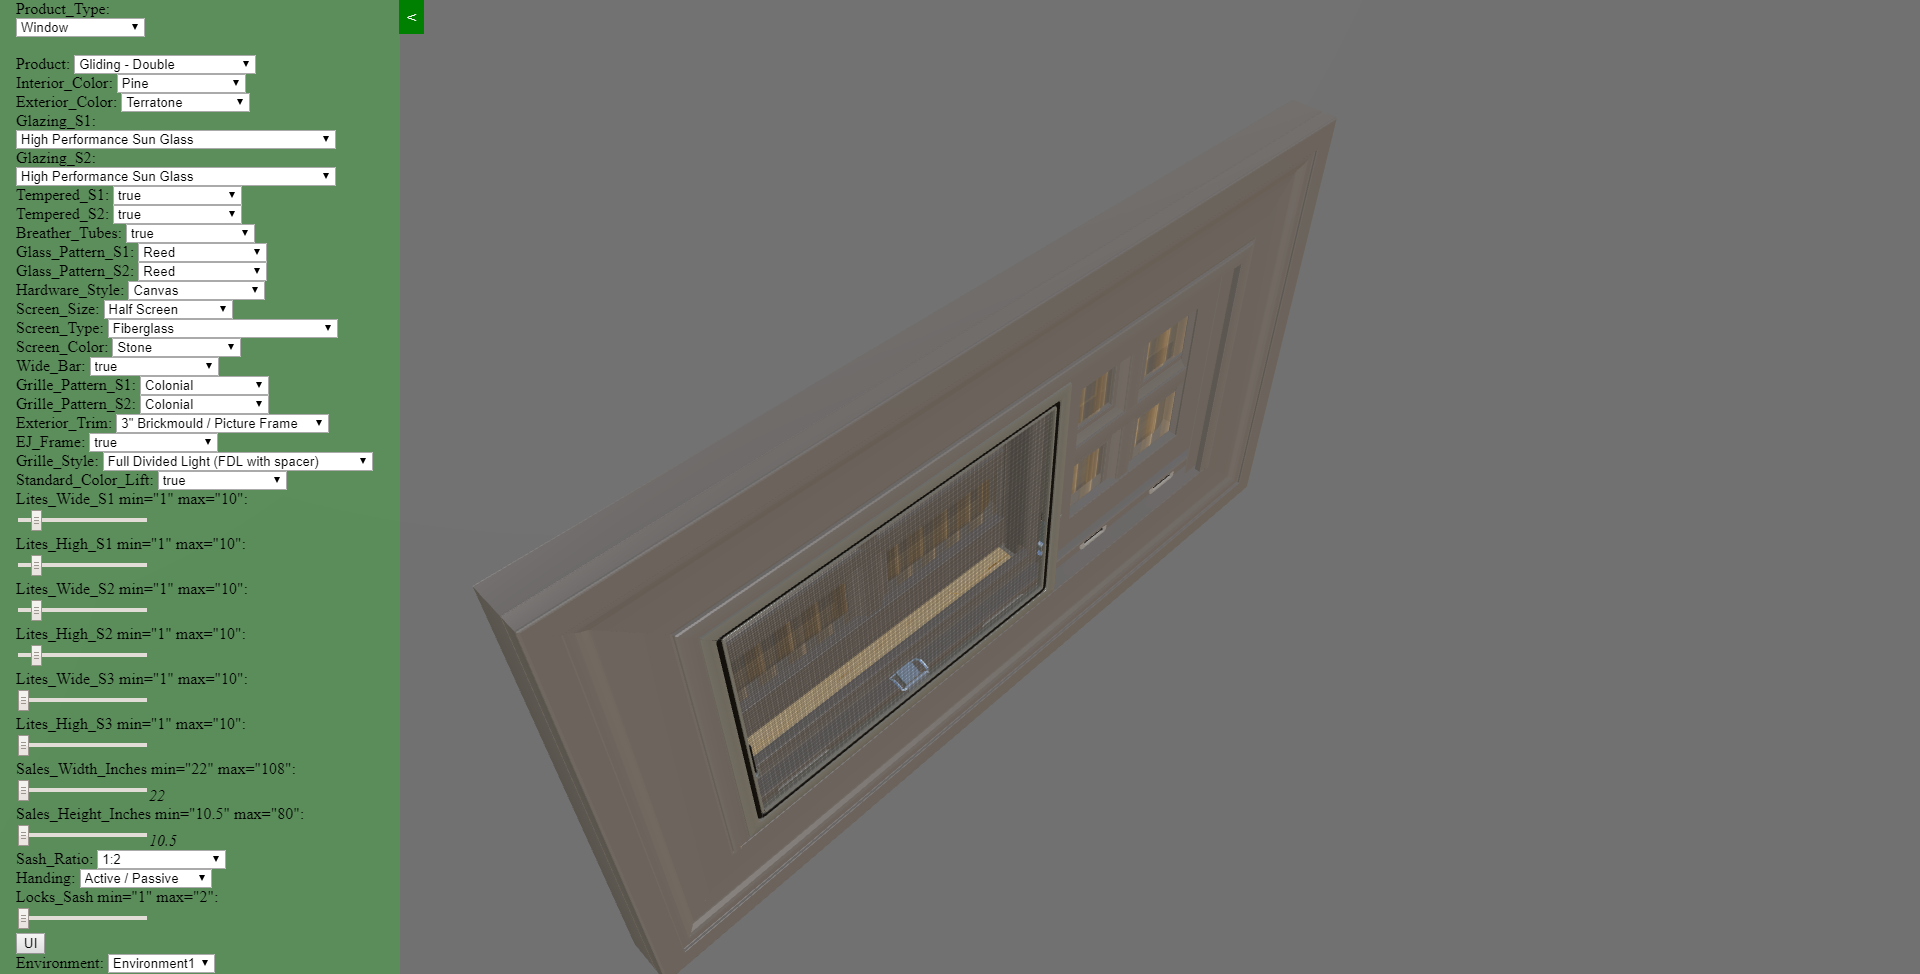 Product_Type:
Window
<
Product: Gliding - Double
Interior_Color: Pine
Exterior_Color: Terratone
Glazing_S1:
High Performance Sun Glass
Glazing_S2:
High Performance Sun Glass
Tempered_S1: true
Tempered_S2: true
Breather_Tubes: true
Glass_Pattern_S1: Reed
Glass_Pattern_S2: Reed
Hardware_Style: Canvas
Screen_Size: Half Screen
Screen_Type: Fiberglass
Screen_Color: Stone
Wide_Bar: true
Grille_Pattern_S1: Colonial
Grille_Pattern_S2: Colonial
Exterior_Trim: 3" Brickmould / Picture Frame
EJ_Frame: true
Grille_Style: Full Divided Light (FDL with spacer)
Standard_Color_Lift: true
Lites_Wide_S1 min="1" max="10":
Lites_High_S1 min="1" max="10":
Lites_Wide_S2 min="1" max="10":
Lites_High_S2 min="1" max="10":
Lites_Wide_S3 min="1" max="10":
Lites_High_S3 min="1" max="10":
Sales_Width_Inches min="22" max="108":
22
Sales_Height_Inches min="10.5" max="80":
10.5
Sash_Ratio: 1:2
Handing: Active / Passive
Locks_Sash min="1" max="2":
UI
Environment: Environment1